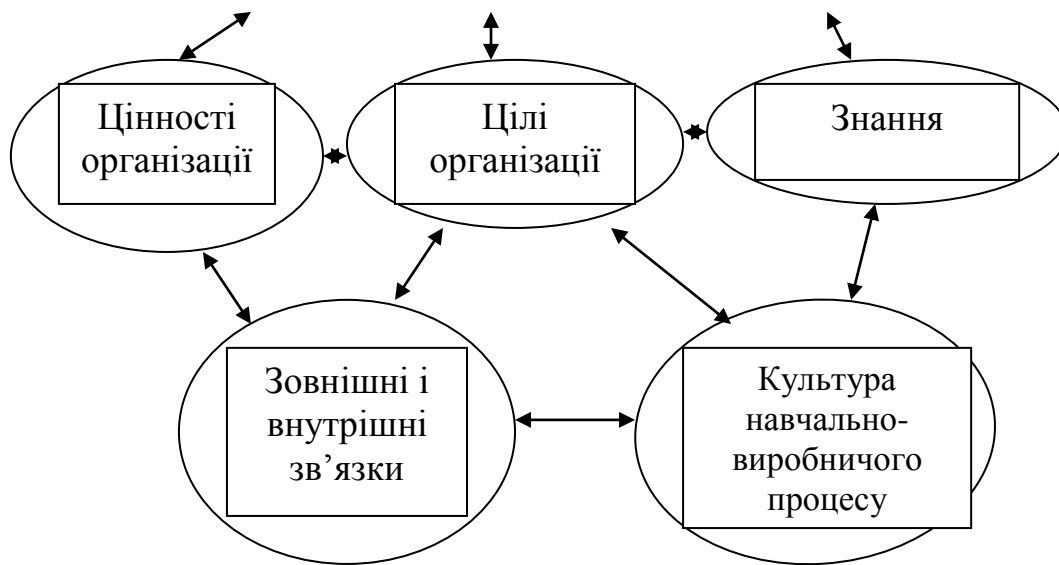 Цінності
організації
Цілі
організації
Знання
Зовнішні і
внутрішні
зв’язки
Культура
навчально-
виробничого
процесу